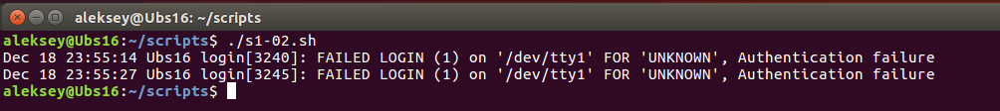 aleksey@Ubs16: ~/scripts
aleksey@Ubs16:~/scripts$ ./s1-02.sh
Dec 18 23:55:14 Ubs16 login[3240]: FAILED LOGIN (1) on '/dev/tty1' FOR 'UNKNOWN', Authentication failure
Dec 18 23:55:27 Ubs16 login[3245]: FAILED LOGIN (1) on '/dev/tty1' FOR 'UNKNOWN', Authentication failure
aleksey@Ubs16:~/scripts$